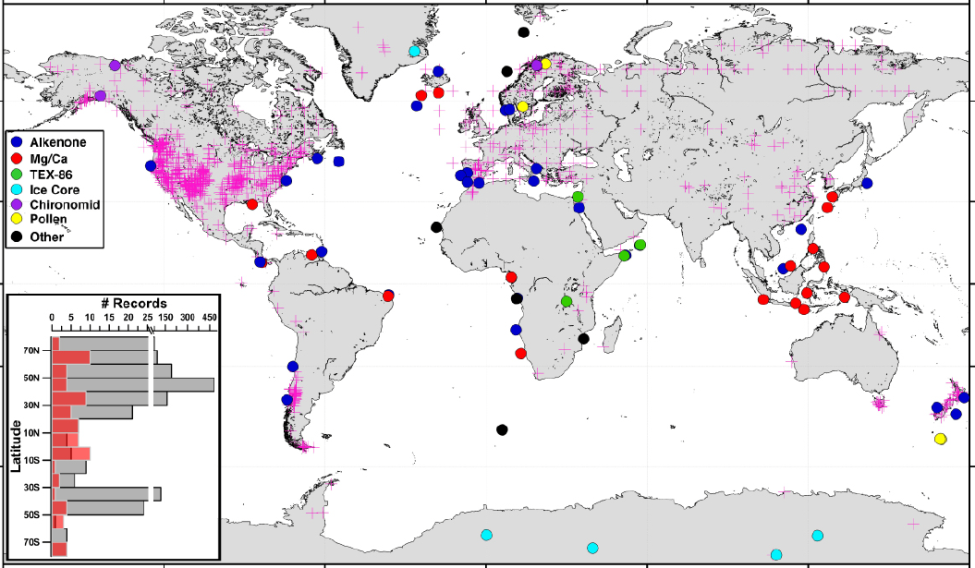 Alkenone
Mg/Ca
TEX-86
Ice Core
Chironomid
Pollen
Other
# Records
0 5 10 15 20 25 150 300 450
70N
50N
30N
10N
10S
30S
50S
70S
Latitude